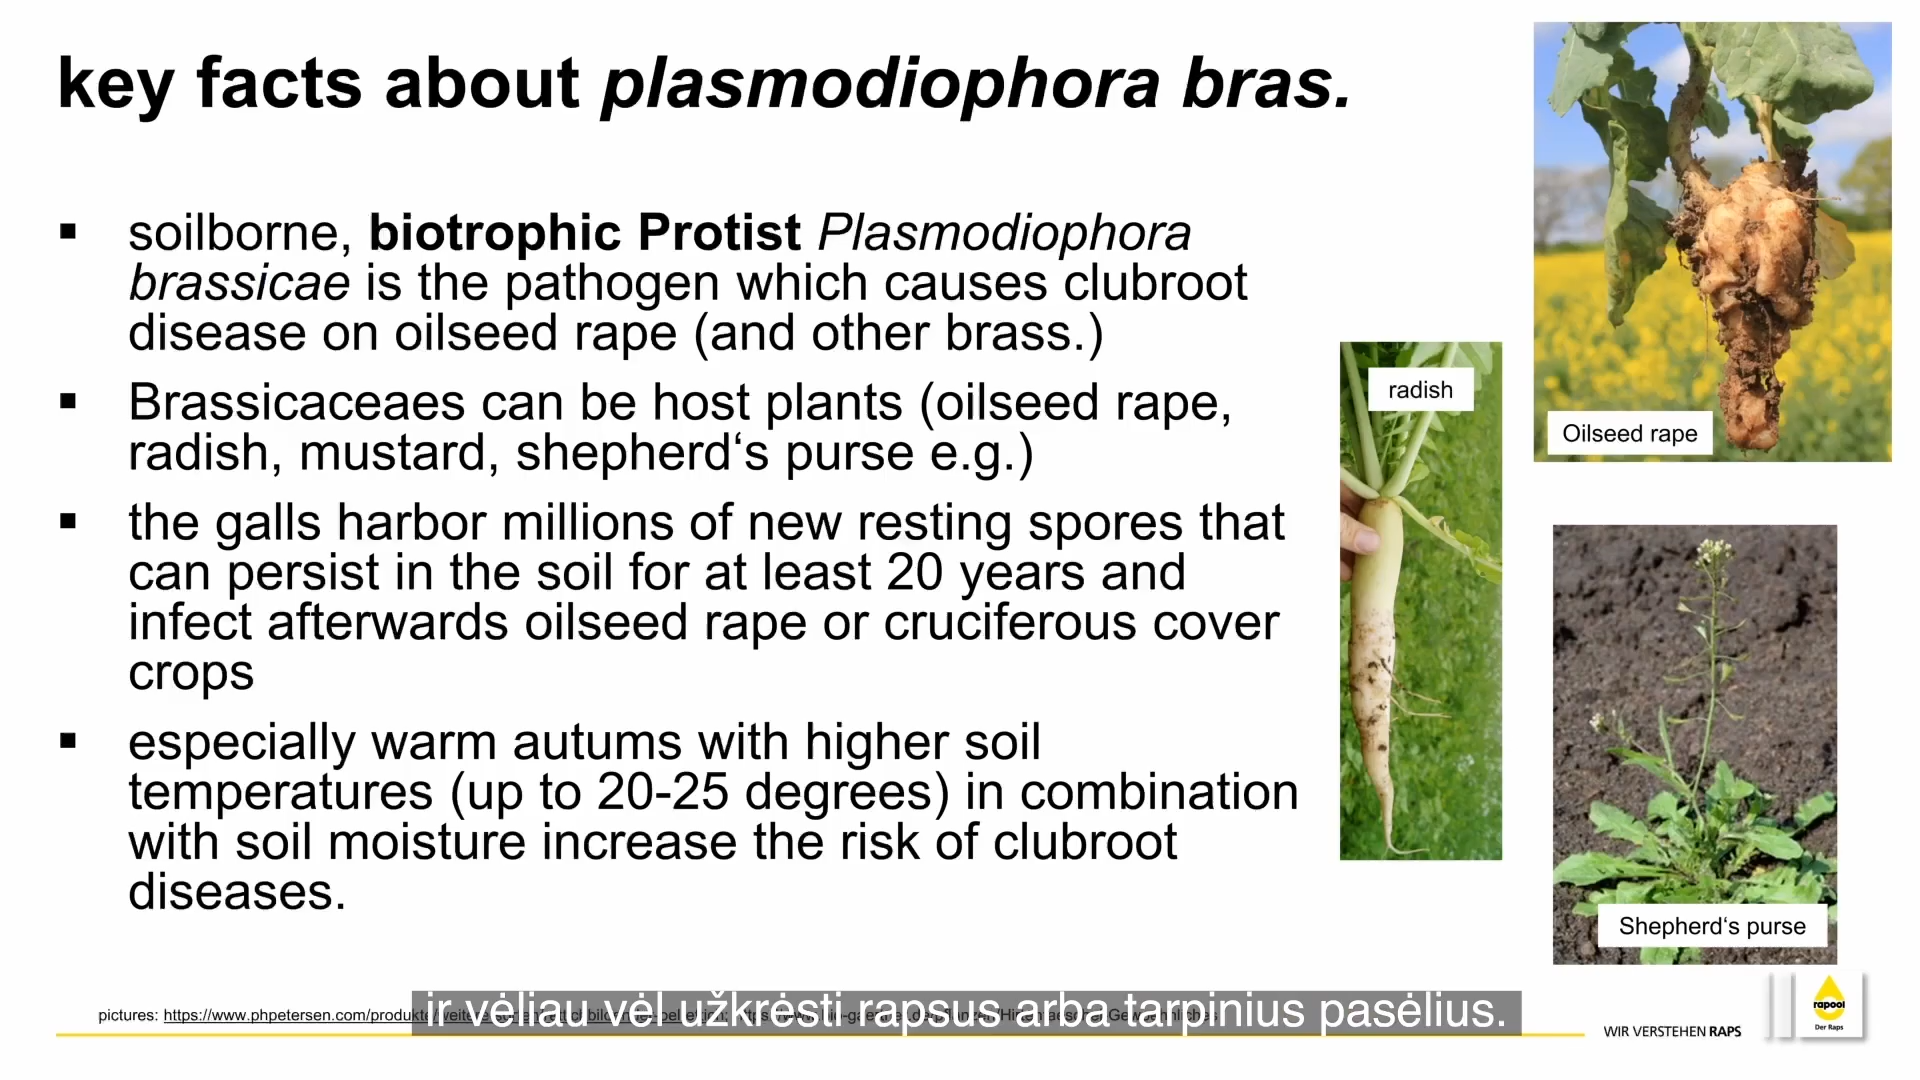 key facts about plasmodiophora bras.
▪ soilborne, biotrophic Protist Plasmodiophora
brassicae is the pathogen which causes clubroot
disease on oilseed rape (and other brass.)
▪ Brassicaceaes can be host plants (oilseed rape,
radish, mustard, shepherd‘s purse e.g.)
▪ the galls harbor millions of new resting spores that
can persist in the soil for at least 20 years and
infect afterwards oilseed rape or cruciferous cover
crops
▪ especially warm autums with higher soil
temperatures (up to 20-25 degrees) in combination
with soil moisture increase the risk of clubroot
diseases.
radish
Oilseed rape
Shepherd‘s purse
pictures: https://www.phpetersen.com/produkte/
ir vėliau vėl užkrėsti rapsus arba tarpinius pasėlius.
WIR VERSTEHEN RAPS
rapool
Der Raps